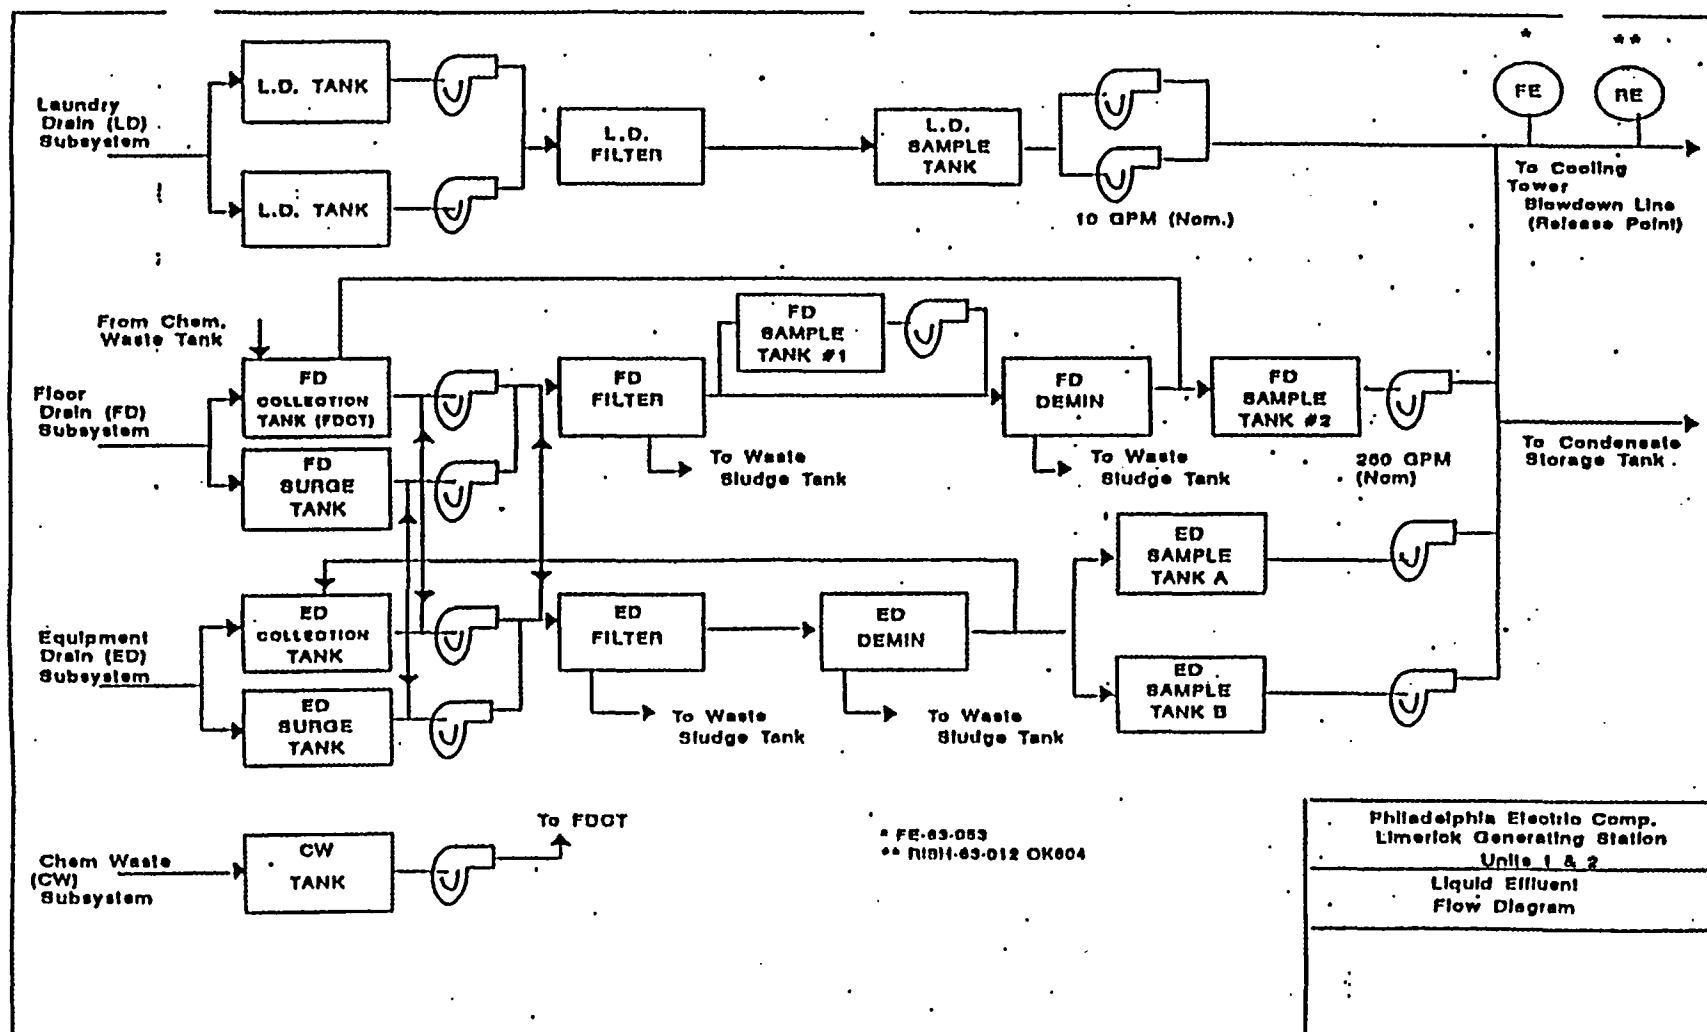 *
**
FE
RE
L.D. TANK
Laundry
Drain (LD)
Subsystem
L.D.
FILTER
L.D.
SAMPLE
TANK
L.D. TANK
10 GPM (Nom.)
To Cooling
Tower
Blowdown Line
(Release Point)
From Chem.
Waste Tank
FD
SAMPLE
TANK #1
Floor
Drain (FD)
Subsystem
FD
COLLECTION
TANK (FDCT)
FD
FILTER
FD
DEMIN
FD
SAMPLE
TANK #2
FD
SURGE
TANK
To Waste
Sludge Tank
To Waste
Sludge Tank
260 GPM
(Nom)
To Condensate
Storage Tank
ED
SAMPLE
TANK A
Equipment
Drain (ED)
Subsystem
ED
COLLECTION
TANK
ED
FILTER
ED
DEMIN
ED
SURGE
TANK
To Waste
Sludge Tank
To Waste
Sludge Tank
ED
SAMPLE
TANK B
Chem Waste
(CW)
Subsystem
CW
TANK
To FDCT
* FE-63-053
**
Philadelphia Electric Comp.
Limerick Generating Station
Units 1 & 2
Liquid Effluent
Flow Diagram